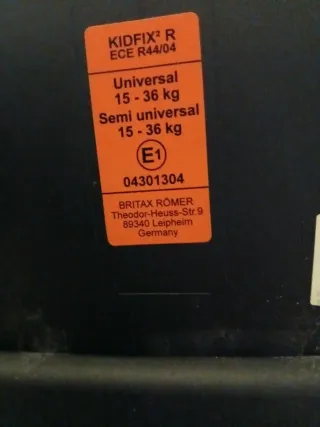 KIDFIX² R
ECE R44/04
Universal
15 - 36 kg
Semi universal
15 - 36 kg
E1
04301304
BRITAX RÖMER
Theodor-Heuss-Str.9
89340 Leipheim
Germany